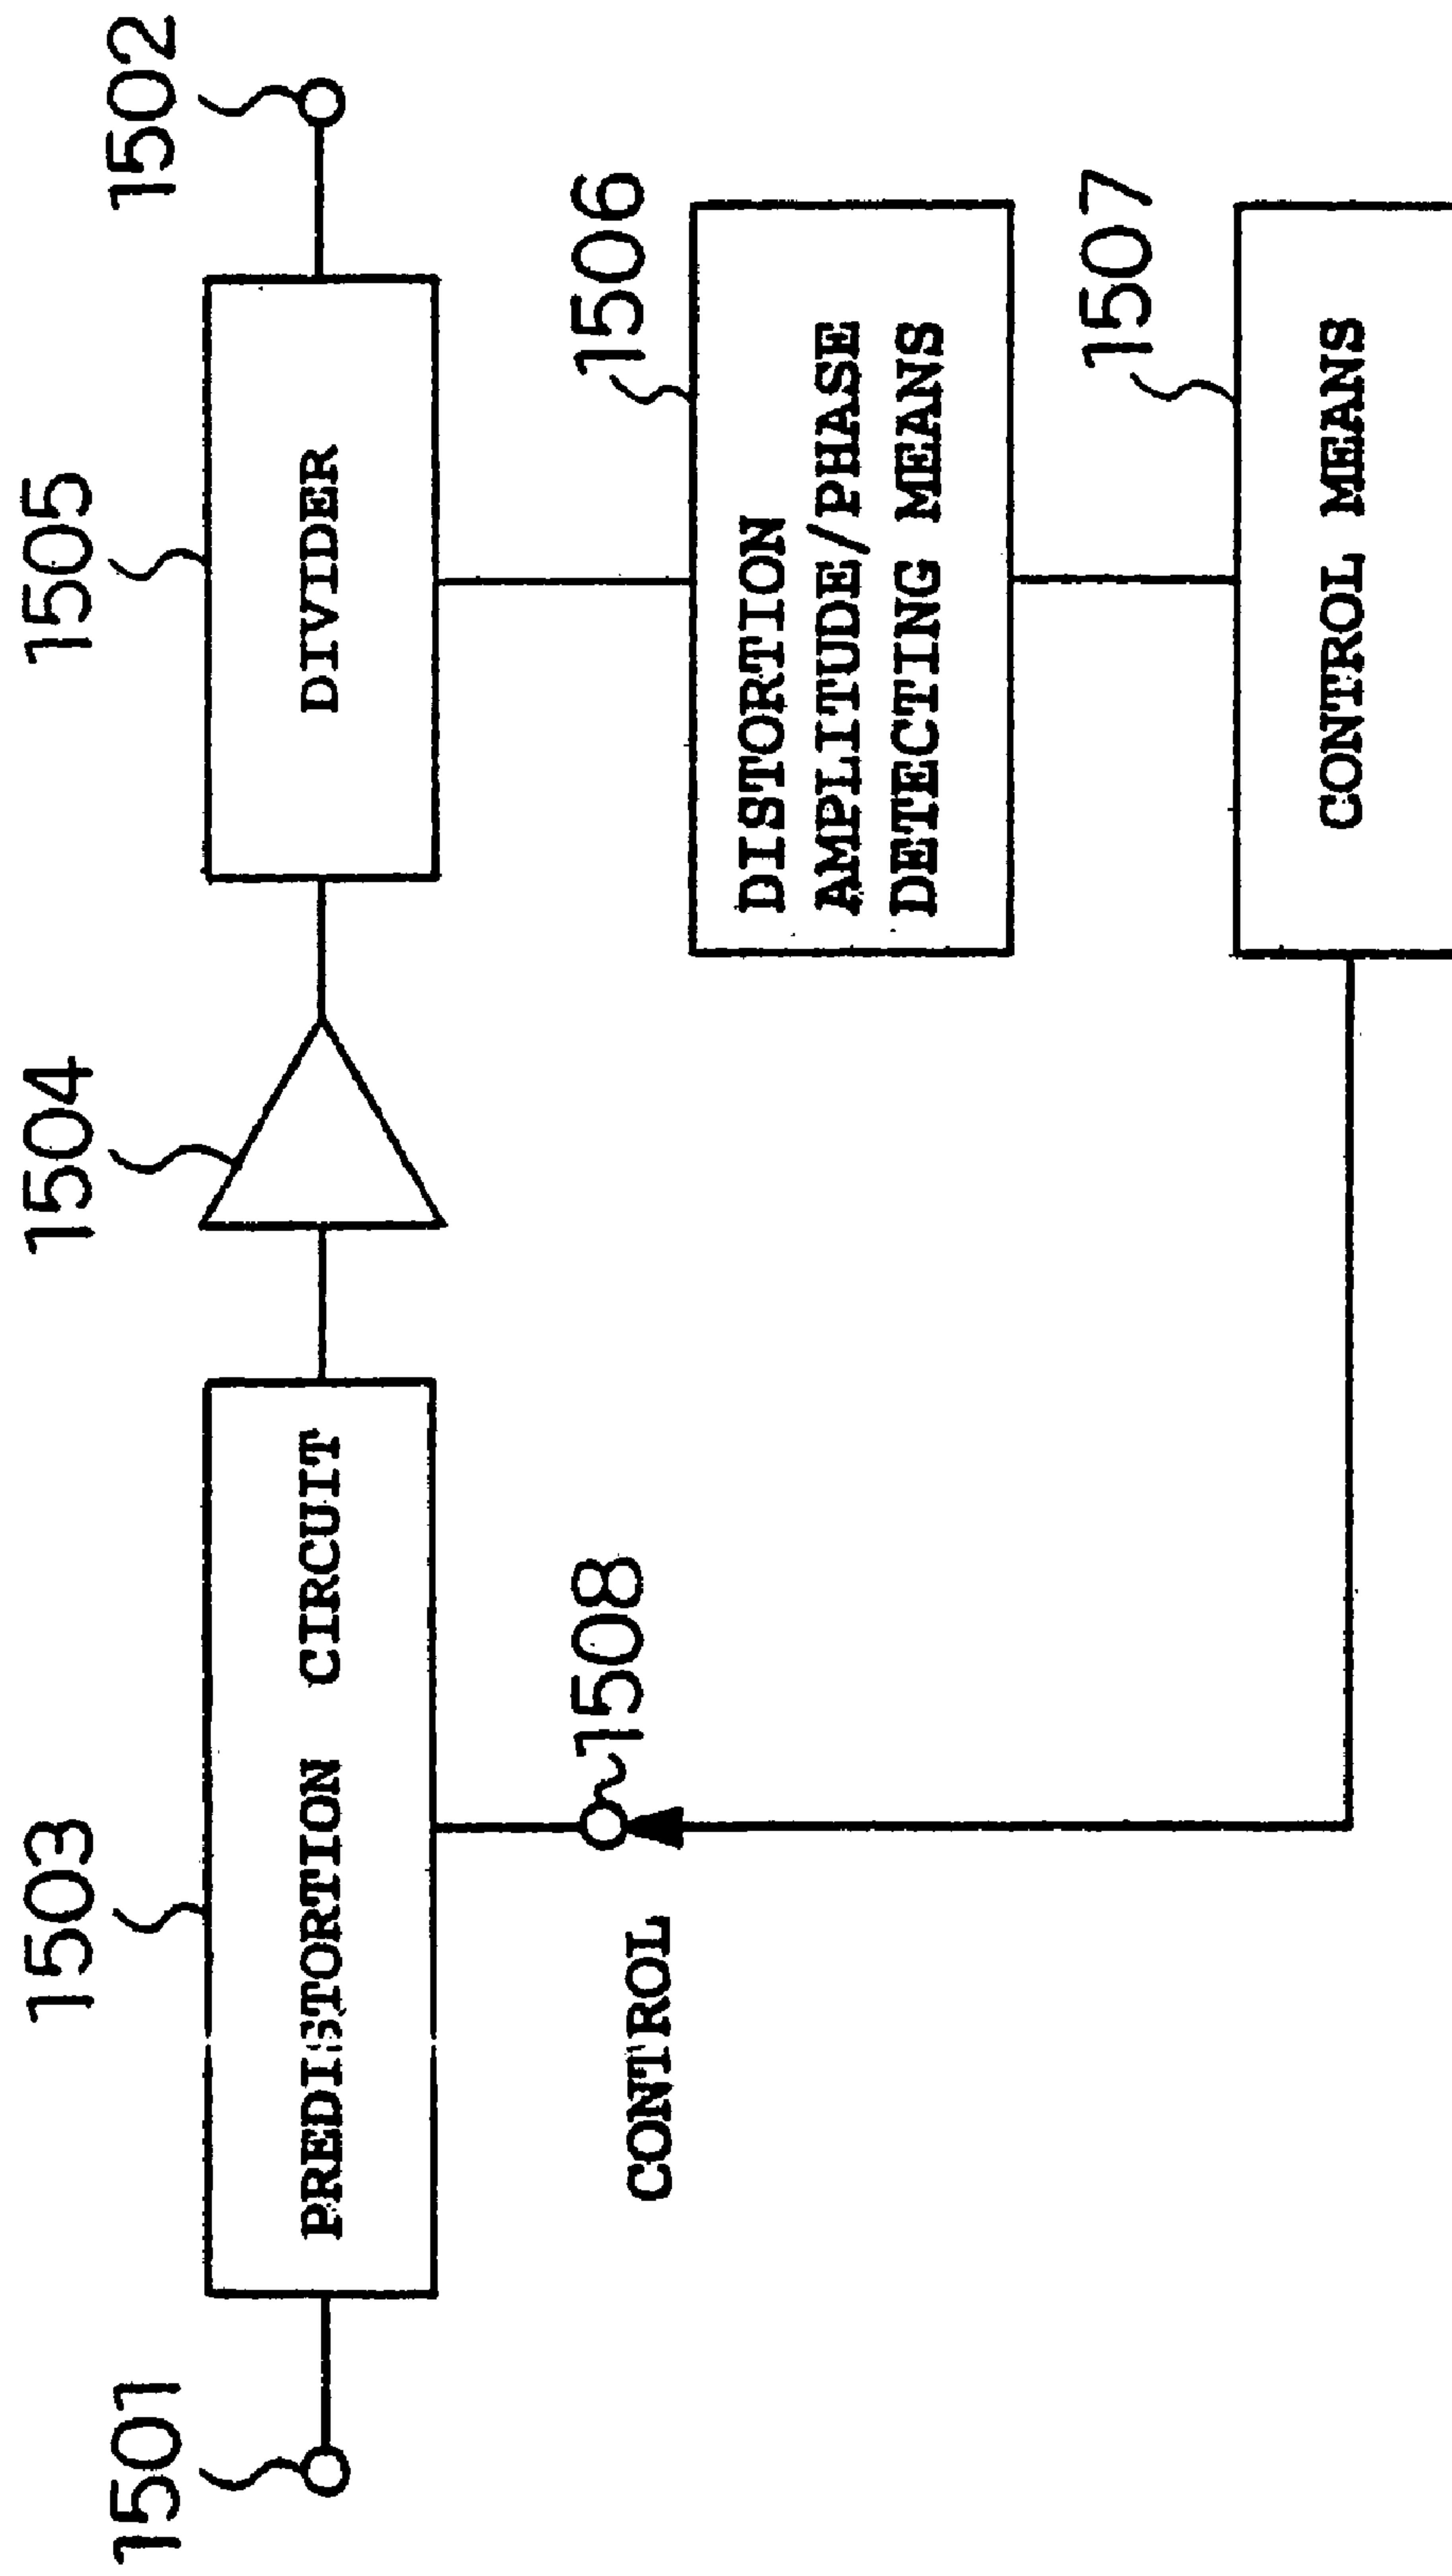 1501
1503
PREDISTORTION CIRCUIT
1504
1505
DIVIDER
1502
CONTROL
1508
1506
DISTORTION
AMPLITUDE/PHASE
DETECTING MEANS
1507
CONTROL MEANS